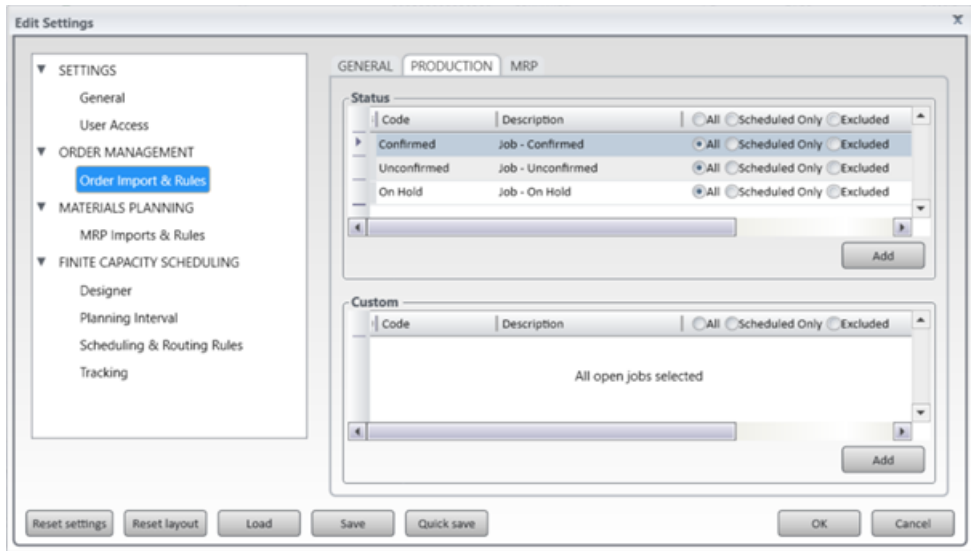 Edit Settings
SETTINGS
General
User Access
ORDER MANAGEMENT
Order Import & Rules
MATERIALS PLANNING
MRP Imports & Rules
FINITE CAPACITY SCHEDULING
Designer
Planning Interval
Scheduling & Routing Rules
Tracking
GENERAL PRODUCTION MRP
Status
Code Description All Scheduled Only Excluded
Confirmed Job - Confirmed All Scheduled Only Excluded
Unconfirmed Job - Unconfirmed All Scheduled Only Excluded
On Hold Job - On Hold All Scheduled Only Excluded
Add
Custom
Code Description All Scheduled Only Excluded
All open jobs selected
Add
Reset settings Reset layout Load Save Quick save OK Cancel